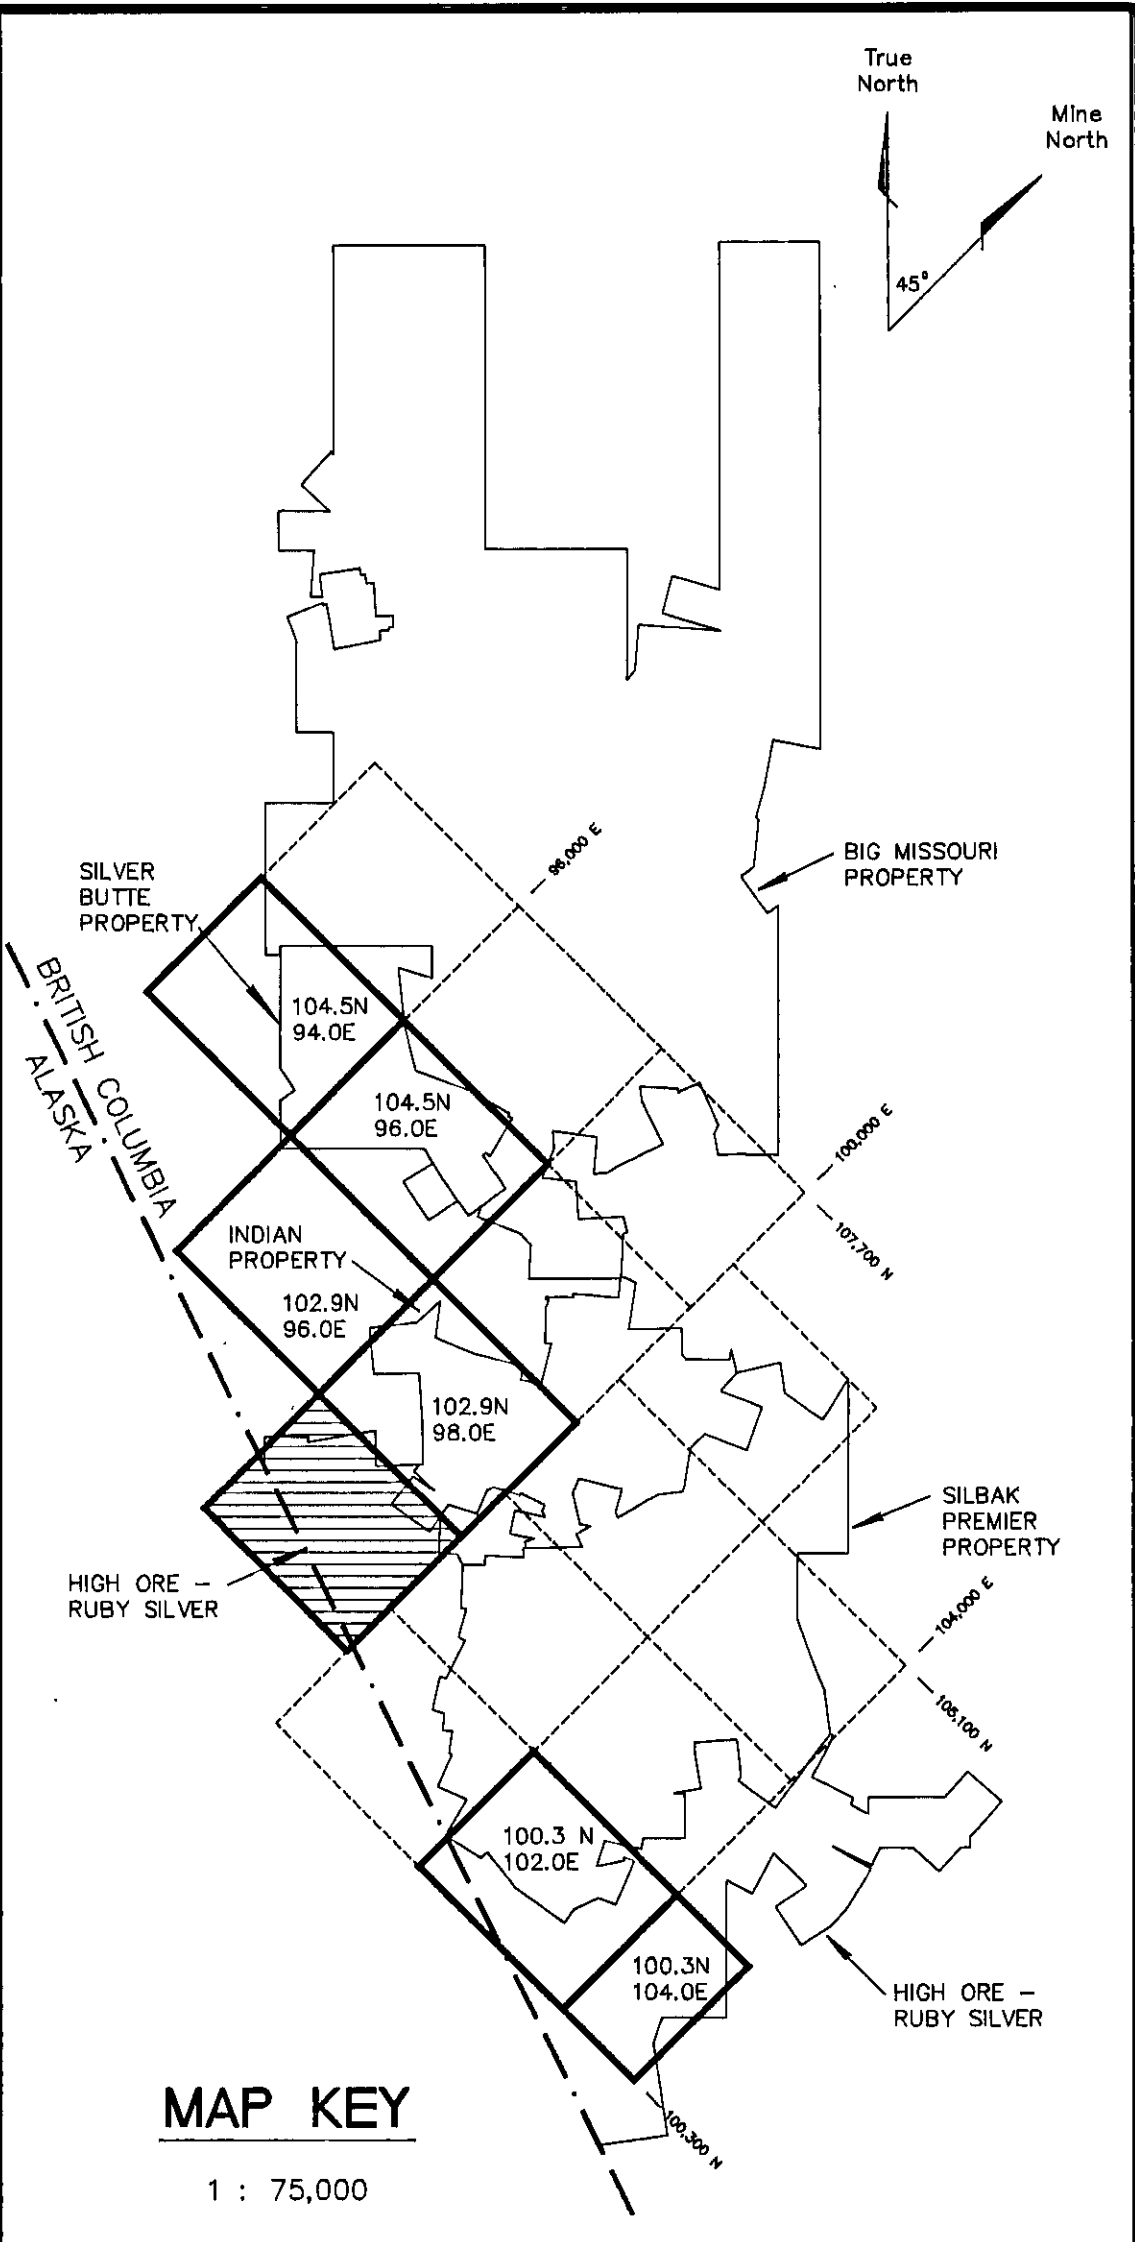 True
North
Mine
North
45°
96,000 E
BIG MISSOURI
PROPERTY
SILVER
BUTTE
PROPERTY
BRITISH COLUMBIA
ALASKA
104.5N
94.0E
104.5N
96.0E
100,000 E
107,700 N
INDIAN
PROPERTY
102.9N
96.0E
102.9N
98.0E
SILBAK
PREMIER
PROPERTY
HIGH ORE -
RUBY SILVER
104,000 E
105,100 N
100.3 N
102.0E
100.3N
104.0E
HIGH ORE -
RUBY SILVER
100,300 N
MAP KEY
1 : 75,000